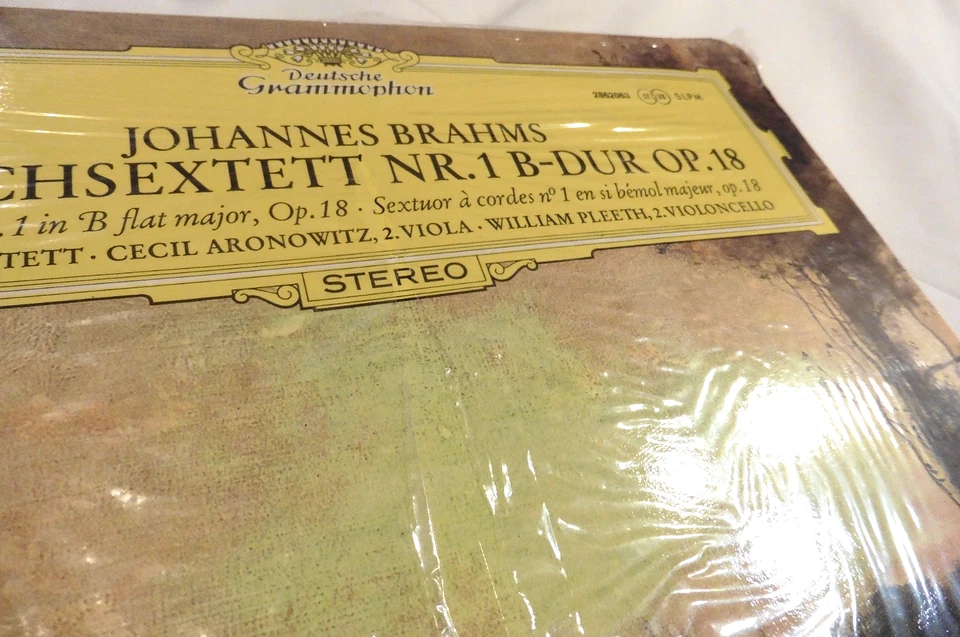 Deutsche
Grammophon
2862063 SLPM
JOHANNES BRAHMS
CHSEXTETT NR.1 B-DUR OP.18
. 1 in B flat major, Op.18 · Sextuor à cordes nº 1 en si bémol majeur, op.18
TETT · CECIL ARONOWITZ, 2.VIOLA · WILLIAM PLEETH, 2.VIOLONCELLO
STEREO